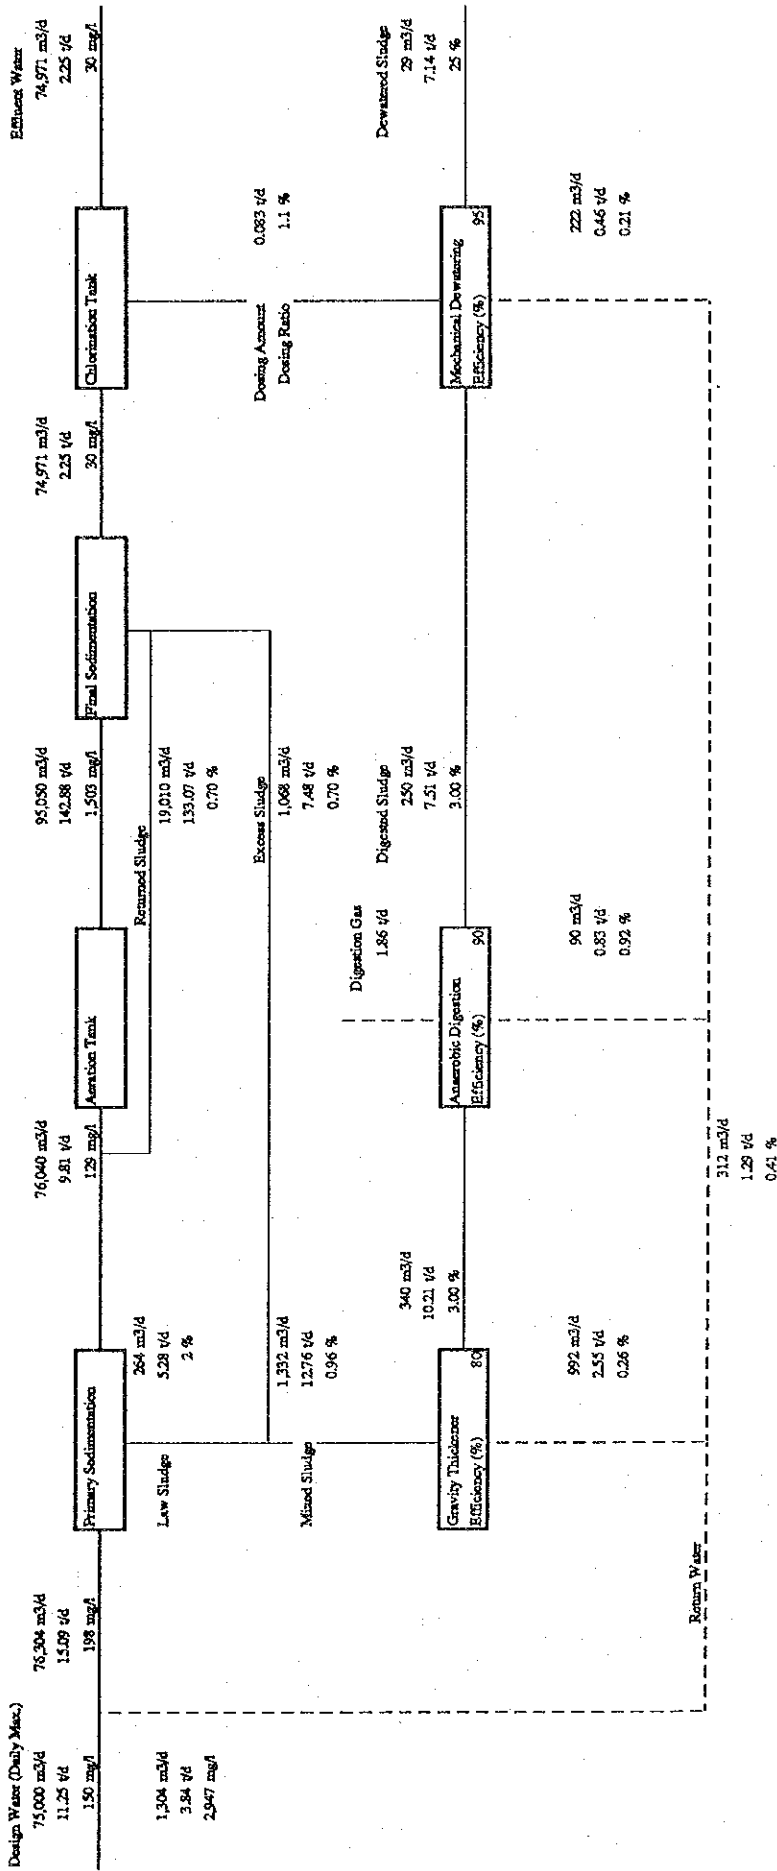 Design Water (Daily Max.)
75,000 m3/d
11.25 t/d
150 mg/l
1,304 m3/d
3.84 t/d
2,947 mg/l
76,304 m3/d
15.09 t/d
198 mg/l
Primary Sedimentation
264 m3/d
5.28 t/d
2 %
Law Sludge
76,040 m3/d
9.81 t/d
129 mg/l
Aeration Tank
95,050 m3/d
142.88 t/d
1,503 mg/l
Returned Sludge
19,010 m3/d
133.07 t/d
0.70 %
Final Sedimentation
74,971 m3/d
2.25 t/d
30 mg/l
Chlorination Tank
Effluent Water
74,971 m3/d
2.25 t/d
30 mg/l
Excess Sludge
1,068 m3/d
7.48 t/d
0.70 %
1,332 m3/d
12.76 t/d
0.96 %
Mixed Sludge
Dosing Amount 0.083 t/d
Dosing Ratio 1.1 %
Gravity Thickener
Efficiency (%) 80
340 m3/d
10.21 t/d
3.00 %
Digestion Gas
1.86 t/d
Anaerobic Digestion
Efficiency (%) 90
Digested Sludge
250 m3/d
7.51 t/d
3.00 %
Mechanical Dewatering
Efficiency (%) 95
Dewatered Sludge
29 m3/d
7.14 t/d
25 %
992 m3/d
2.55 t/d
0.26 %
90 m3/d
0.83 t/d
0.92 %
222 m3/d
0.46 t/d
0.21 %
Return Water
312 m3/d
1.29 t/d
0.41 %